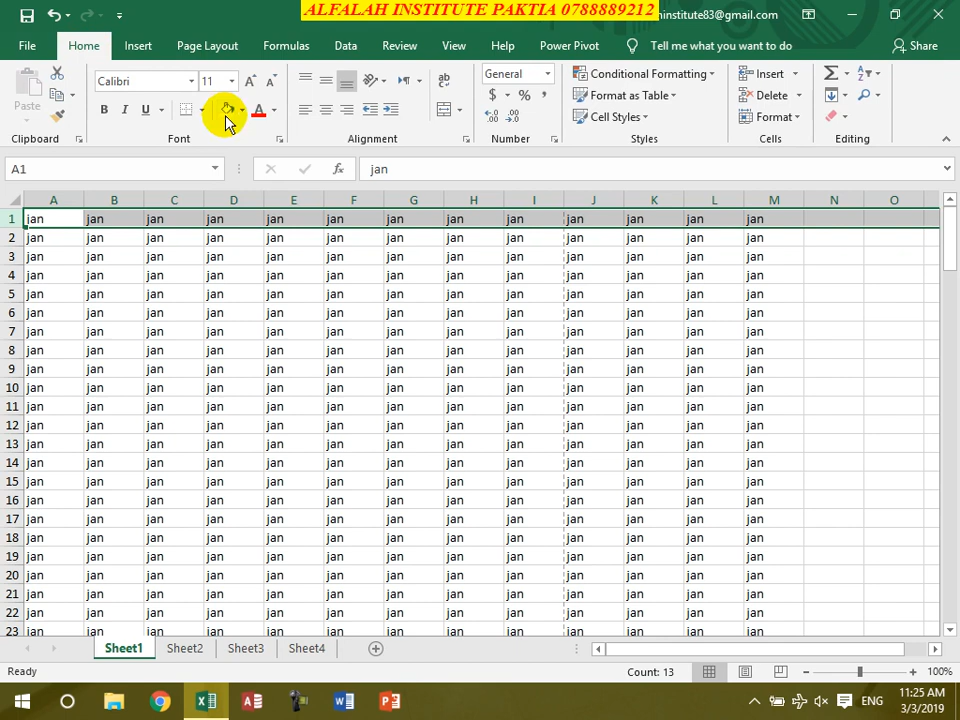 ALFALAH INSTITUTE PAKTIA 0788889212
ninstitute83@gmail.com
File Home Insert Page Layout Formulas Data Review View Help Power Pivot Tell me what you want to do Share
Paste Calibri 11 General Conditional Formatting Insert
B I U A $ % , Format as Table Delete
Cell Styles Format
Clipboard Font Alignment Number Styles Cells Editing
A1 fx jan
A B C D E F G H I J K L M N O
1 jan jan jan jan jan jan jan jan jan jan jan jan jan
2 jan jan jan jan jan jan jan jan jan jan jan jan jan
3 jan jan jan jan jan jan jan jan jan jan jan jan jan
4 jan jan jan jan jan jan jan jan jan jan jan jan jan
5 jan jan jan jan jan jan jan jan jan jan jan jan jan
6 jan jan jan jan jan jan jan jan jan jan jan jan jan
7 jan jan jan jan jan jan jan jan jan jan jan jan jan
8 jan jan jan jan jan jan jan jan jan jan jan jan jan
9 jan jan jan jan jan jan jan jan jan jan jan jan jan
10 jan jan jan jan jan jan jan jan jan jan jan jan jan
11 jan jan jan jan jan jan jan jan jan jan jan jan jan
12 jan jan jan jan jan jan jan jan jan jan jan jan jan
13 jan jan jan jan jan jan jan jan jan jan jan jan jan
14 jan jan jan jan jan jan jan jan jan jan jan jan jan
15 jan jan jan jan jan jan jan jan jan jan jan jan jan
16 jan jan jan jan jan jan jan jan jan jan jan jan jan
17 jan jan jan jan jan jan jan jan jan jan jan jan jan
18 jan jan jan jan jan jan jan jan jan jan jan jan jan
19 jan jan jan jan jan jan jan jan jan jan jan jan jan
20 jan jan jan jan jan jan jan jan jan jan jan jan jan
21 jan jan jan jan jan jan jan jan jan jan jan jan jan
22 jan jan jan jan jan jan jan jan jan jan jan jan jan
23 jan jan jan jan jan jan jan jan jan jan jan jan jan
Sheet1 Sheet2 Sheet3 Sheet4
Ready Count: 13 100%
ENG 11:25 AM
3/3/2019